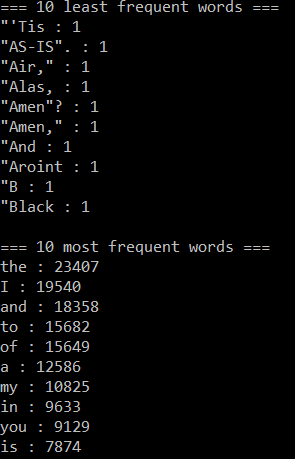 === 10 least frequent words ===
"'Tis : 1
"AS-IS". : 1
"Air," : 1
"Alas, : 1
"Amen"? : 1
"Amen," : 1
"And : 1
"Aroint : 1
"B : 1
"Black : 1

=== 10 most frequent words ===
the : 23407
I : 19540
and : 18358
to : 15682
of : 15649
a : 12586
my : 10825
in : 9633
you : 9129
is : 7874